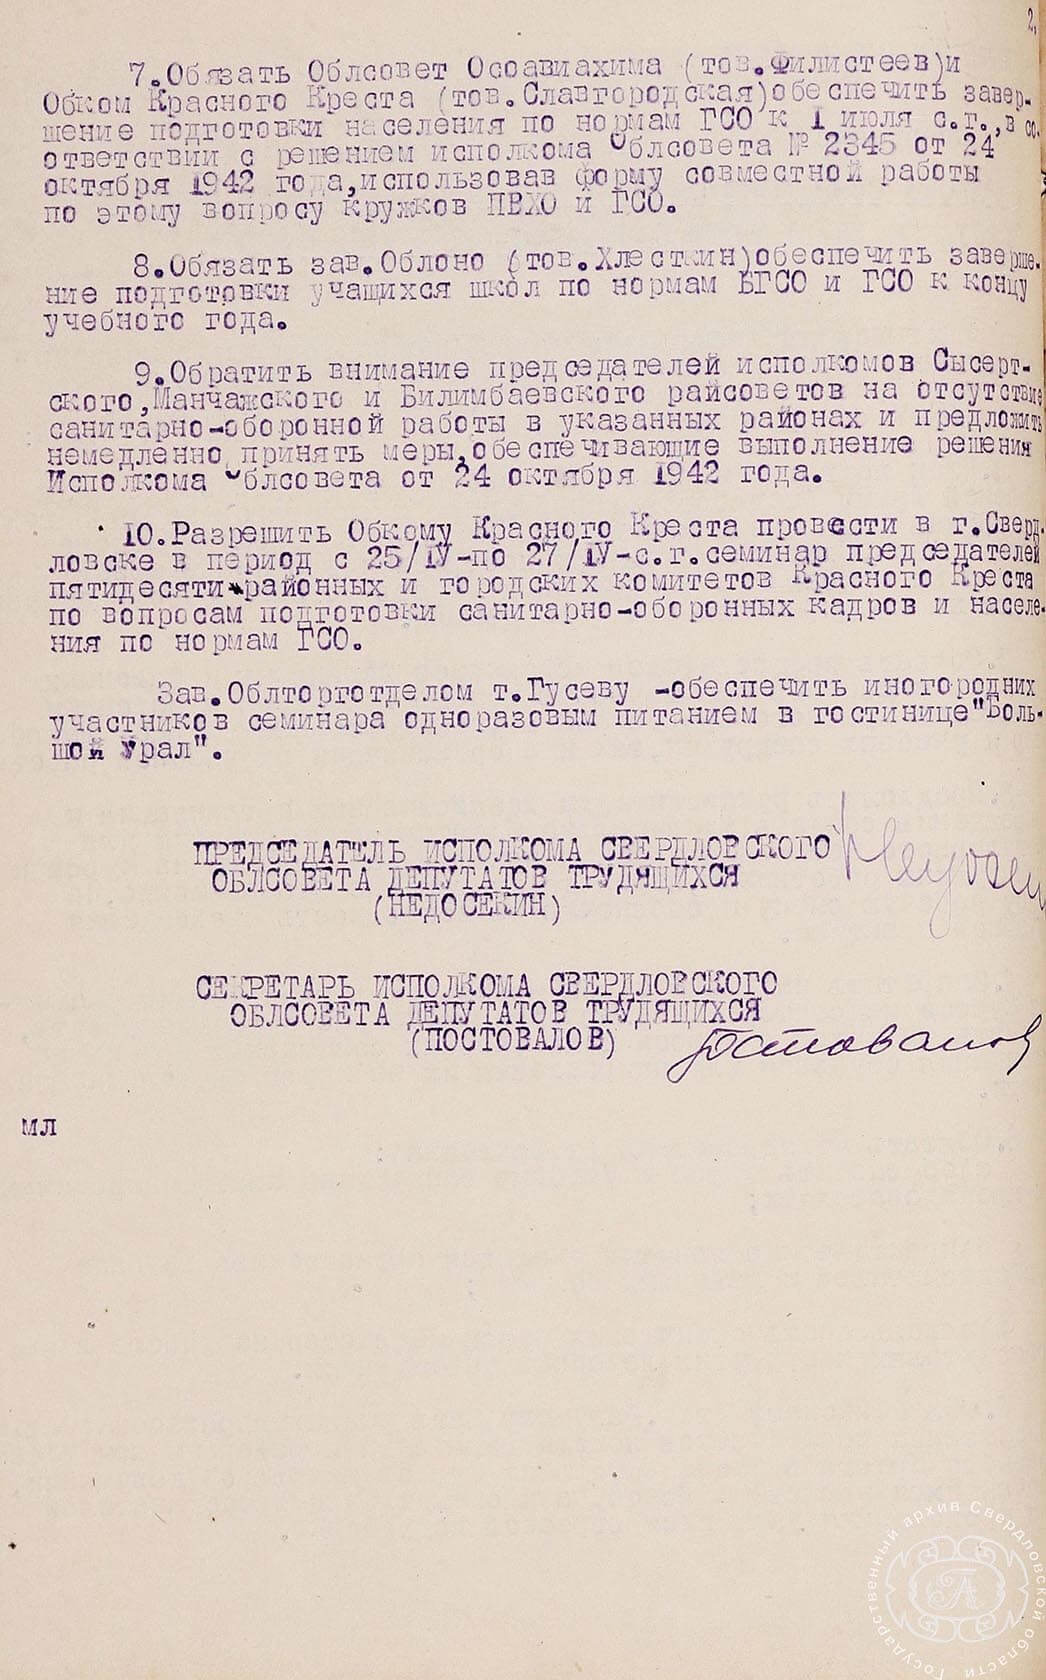 2.
7.Обязать Облсовет Осоавиахима (тов.Филистеев)и
Обком Красного Креста (тов.Славгородская)обеспечить завер-
шение подготовки населения по нормам ГСО к 1 июля с.г.,в со-
ответствии с решением исполкома Облсовета № 2345 от 24
октября 1942 года,использовав форму совместной работы
по этому вопросу кружков ПВХО и ГСО.
8.Обязать зав.Облоно (тов.Хлесткин)обеспечить заверше-
ние подготовки учащихся школ по нормам БГСО и ГСО к концу
учебного года.
9.Обратить внимание председателей исполкомов Сысерт-
ского,Манчажского и Билимбаевского райсоветов на отсутствие
санитарно-оборонной работы в указанных районах и предложить
немедленно принять меры,обеспечивающие выполнение решения
Исполкома Облсовета от 24 октября 1942 года.
10.Разрешить Обкому Красного Креста провести в г.Сверд-
ловске в период с 25/IV-по 27/IV-с.г.семинар председателей
пятидесяти районных и городских комитетов Красного Креста
по вопросам подготовки санитарно-оборонных кадров и населе-
ния по нормам ГСО.
Зав.Облторготделом т.Гусеву -обеспечить иногородних
участников семинара одноразовым питанием в гостинице"Боль-
шой Урал".
ПРЕДСЕДАТЕЛЬ ИСПОЛКОМА СВЕРДЛОВСКОГО
ОБЛСОВЕТА ДЕПУТАТОВ ТРУДЯЩИХСЯ
(НЕДОСЕКИН)
СЕКРЕТАРЬ ИСПОЛКОМА СВЕРДЛОВСКОГО
ОБЛСОВЕТА ДЕПУТАТОВ ТРУДЯЩИХСЯ
(ПОСТОВАЛОВ) Постовалов
мл
Государственный архив Свердловской области
ГА